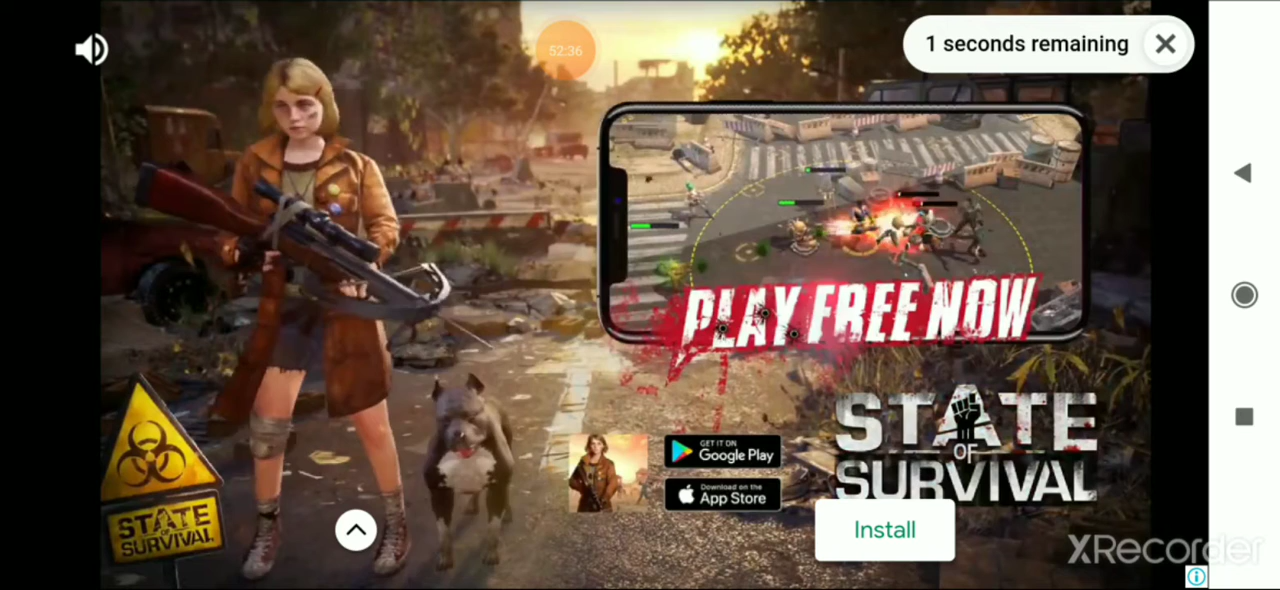 52:36
1 seconds remaining
PLAY FREE NOW
STATE
OF
SURVIVAL
GET IT ON
Google Play
Download on the
App Store
STATE
OF
SURVIVAL
Install
XRecorder